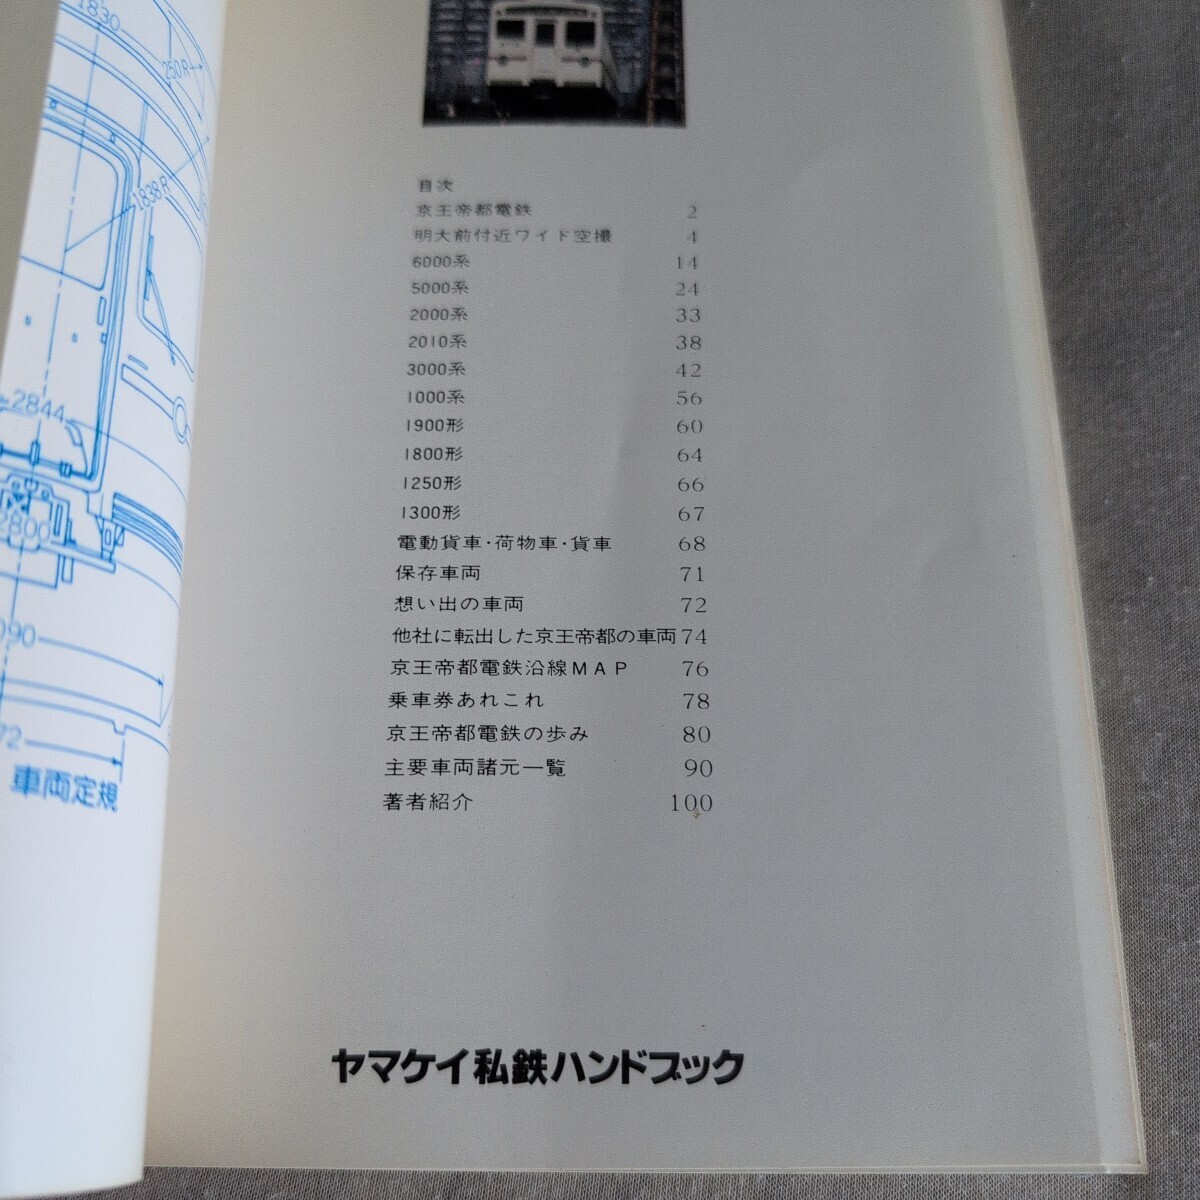 1830
250R
1838R
2844
2800
090
72
車両定規
目次
京王帝都電鉄 2
明大前付近ワイド空撮 4
6000系 14
5000系 24
2000系 33
2010系 38
3000系 42
1000系 56
1900形 60
1800形 64
1250形 66
1300形 67
電動貨車・荷物車・貨車 68
保存車両 71
想い出の車両 72
他社に転出した京王帝都の車両 74
京王帝都電鉄沿線MAP 76
乗車券あれこれ 78
京王帝都電鉄の歩み 80
主要車両諸元一覧 90
著者紹介 100
ヤマケイ私鉄ハンドブック